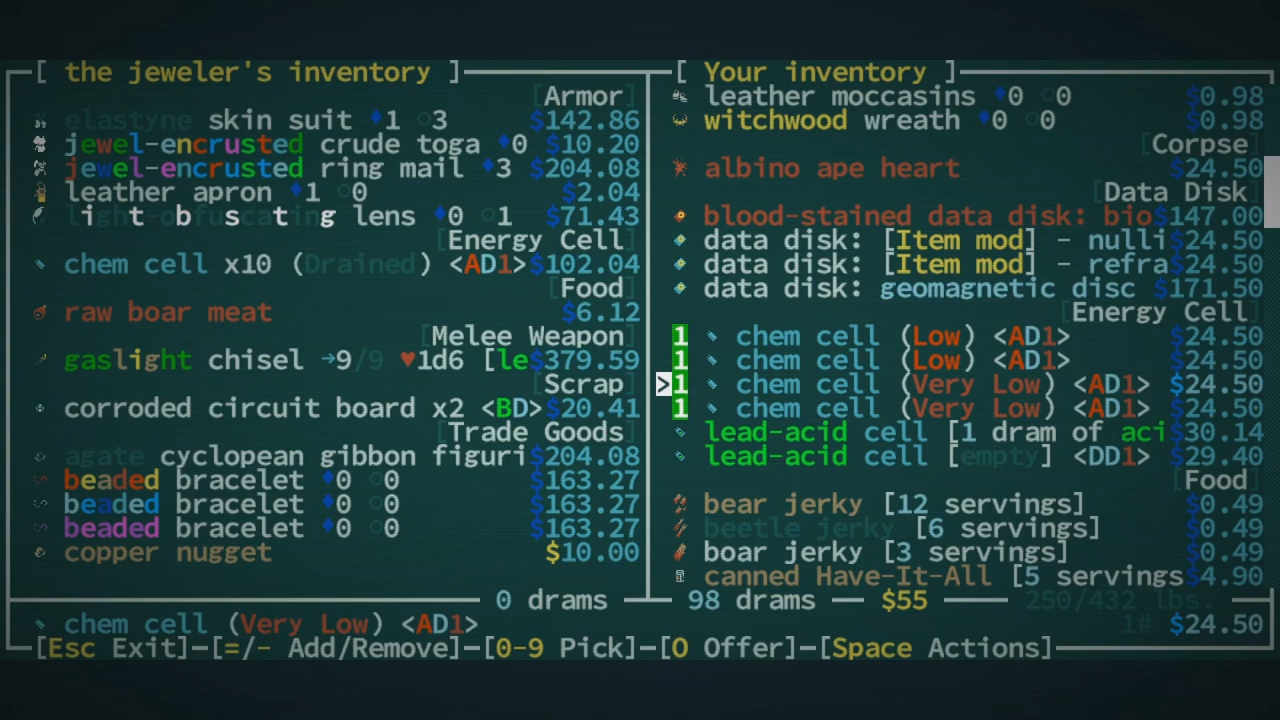 [ the jeweler's inventory ]
[Armor]
elastyne skin suit ♦1 ○3 $142.86
jewel-encrusted crude toga ♦0 $10.20
jewel-encrusted ring mail ♦3 $204.08
leather apron ♦1 ○0 $2.04
light-obfuscating lens ♦0 ○1 $71.43
[Energy Cell]
chem cell x10 (Drained) <AD1> $102.04
[Food]
raw boar meat $6.12
[Melee Weapon]
gaslight chisel →9/9 ♥1d6 [le $379.59
[Scrap]
corroded circuit board x2 <BD> $20.41
[Trade Goods]
agate cyclopean gibbon figuri $204.08
beaded bracelet ♦0 ○0 $163.27
beaded bracelet ♦0 ○0 $163.27
beaded bracelet ♦0 ○0 $163.27
copper nugget $10.00
0 drams
[ Your inventory ]
leather moccasins ♦0 ○0 $0.98
witchwood wreath ♦0 ○0 $0.98
[Corpse]
albino ape heart $24.50
[Data Disk]
blood-stained data disk: bio $147.00
data disk: [Item mod] - nulli $24.50
data disk: [Item mod] - refra $24.50
data disk: geomagnetic disc $171.50
[Energy Cell]
1 chem cell (Low) <AD1> $24.50
1 chem cell (Low) <AD1> $24.50
>1 chem cell (Very Low) <AD1> $24.50
1 chem cell (Very Low) <AD1> $24.50
lead-acid cell [1 dram of aci $30.14
lead-acid cell [empty] <DD1> $29.40
[Food]
bear jerky [12 servings] $0.49
beetle jerky [6 servings] $0.49
boar jerky [3 servings] $0.49
canned Have-It-All [5 servings $4.90
98 drams — $55 — 250/432 lbs.
chem cell (Very Low) <AD1> 1# $24.50
[Esc Exit]—[=/- Add/Remove]—[0-9 Pick]—[O Offer]—[Space Actions]